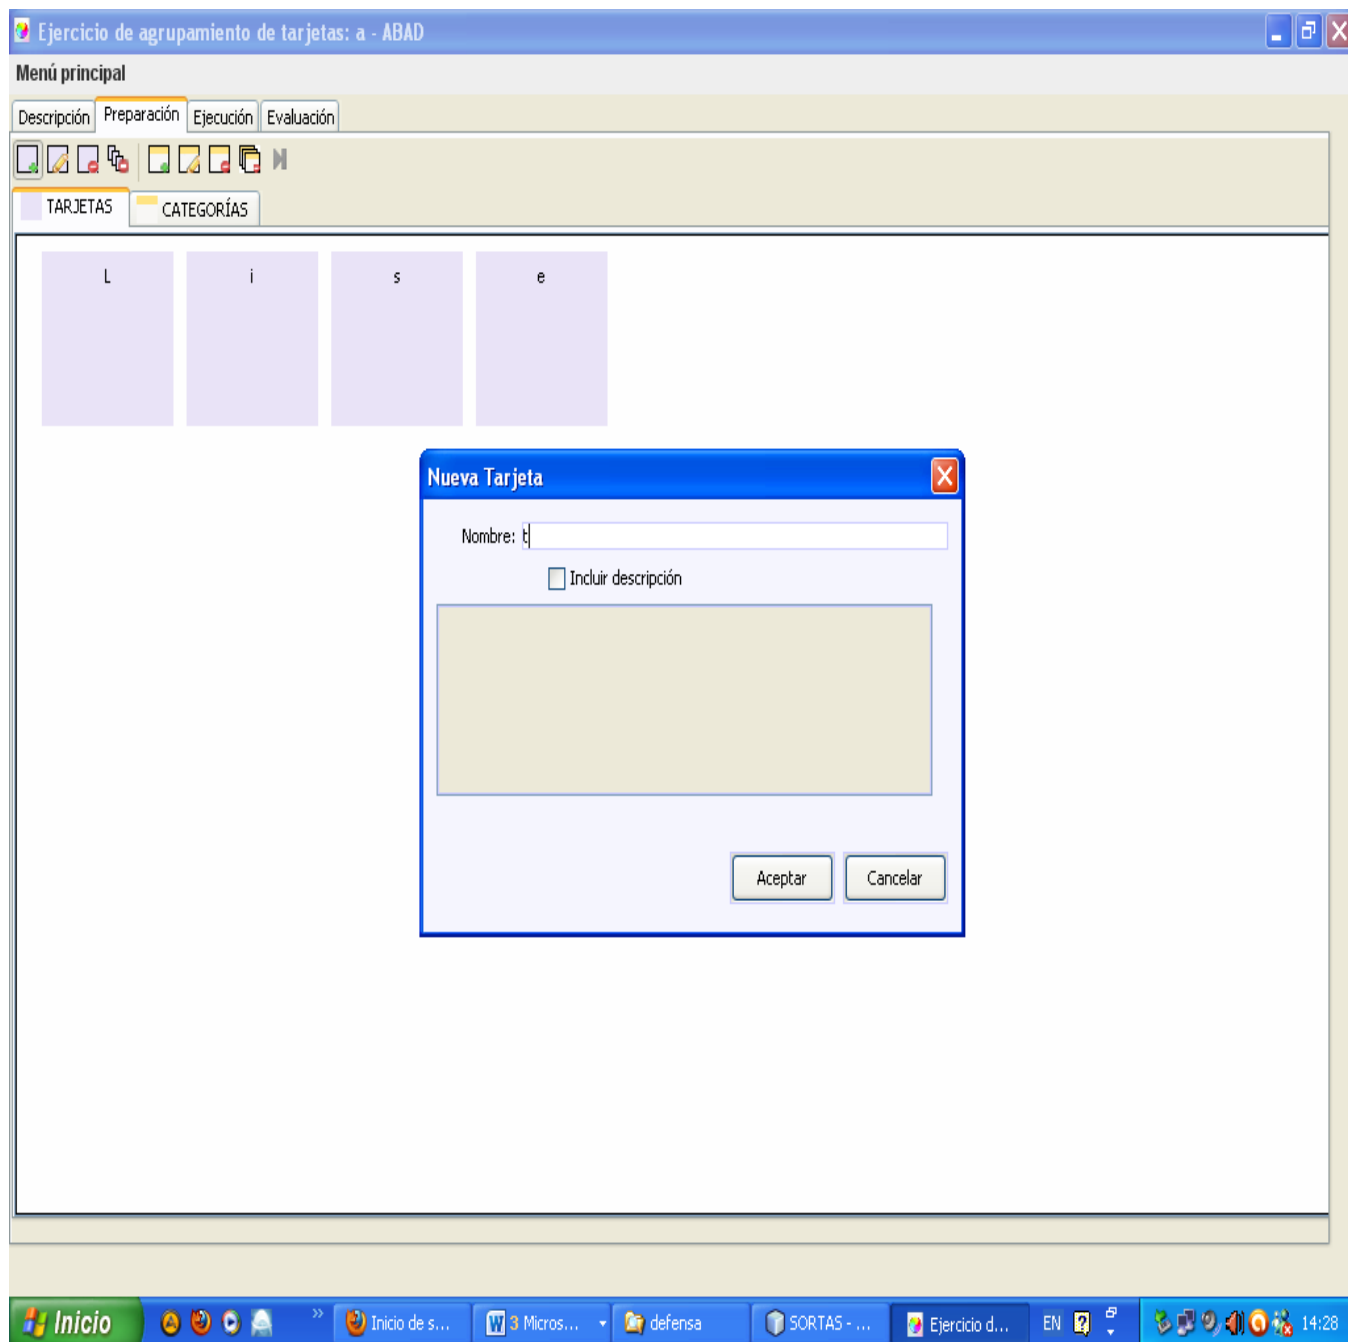 Ejercicio de agrupamiento de tarjetas: a - ABAD
Menú principal
Descripción Preparación Ejecución Evaluación
TARJETAS CATEGORÍAS
L i s e
Nueva Tarjeta
Nombre: t
Incluir descripción
Aceptar Cancelar
Inicio » Inicio de s... W 3 Micros... defensa SORTAS - ... Ejercicio d... EN ? 14:28